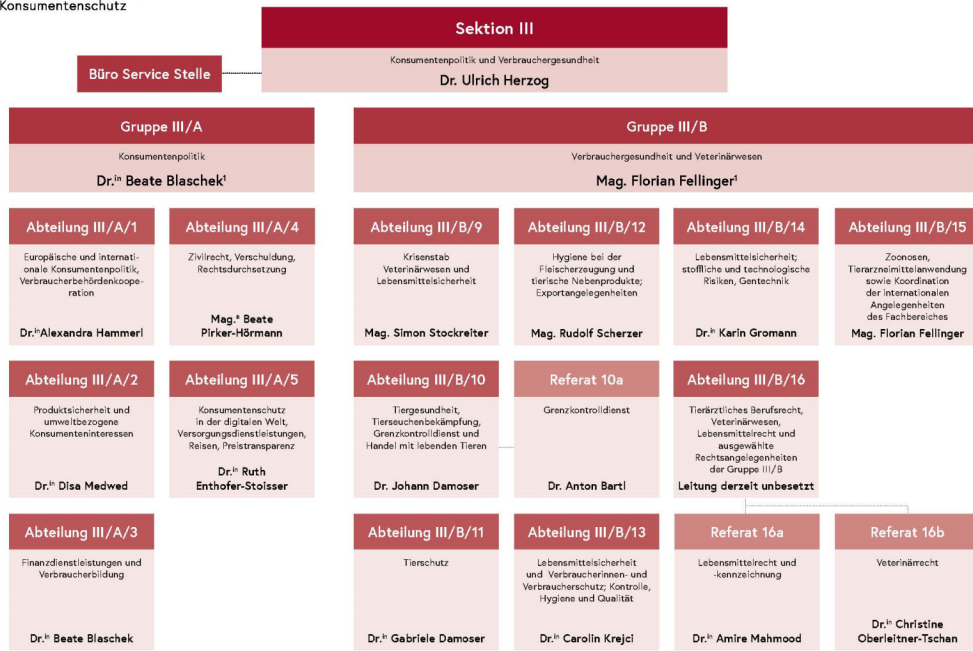 Konsumentenschutz
Sektion III
Konsumentenpolitik und Verbrauchergesundheit
Dr. Ulrich Herzog
Büro Service Stelle
Gruppe III/A
Konsumentenpolitik
Dr.in Beate Blaschek¹
Gruppe III/B
Verbrauchergesundheit und Veterinärwesen
Mag. Florian Fellinger¹
Abteilung III/A/1
Europäische und internati-
onale Konsumentenpolitik,
Verbraucherbehördenkoope-
ration
Dr.inAlexandra Hammerl
Abteilung III/A/4
Zivilrecht, Verschuldung,
Rechtsdurchsetzung
Mag.a Beate
Pirker-Hörmann
Abteilung III/B/9
Krisenstab
Veterinärwesen und
Lebensmittelsicherheit
Mag. Simon Stockreiter
Abteilung III/B/12
Hygiene bei der
Fleischerzeugung und
tierische Nebenprodukte;
Exportangelegenheiten
Mag. Rudolf Scherzer
Abteilung III/B/14
Lebensmittelsicherheit;
stoffliche und technologische
Risiken, Gentechnik
Dr.in Karin Gromann
Abteilung III/B/15
Zoonosen,
Tierarzneimittelanwendung
sowie Koordination
der internationalen
Angelegenheiten
des Fachbereiches
Mag. Florian Fellinger
Abteilung III/A/2
Produktsicherheit und
umweltbezogene
Konsumenteninteressen
Dr.in Disa Medwed
Abteilung III/A/5
Konsumentenschutz
in der digitalen Welt,
Versorgungsdienstleistungen,
Reisen, Preistransparenz
Dr.in Ruth
Enthofer-Stoisser
Abteilung III/B/10
Tiergesundheit,
Tierseuchenbekämpfung,
Grenzkontrolldienst und
Handel mit lebenden Tieren
Dr. Johann Damoser
Referat 10a
Grenzkontrolldienst
Dr. Anton Bartl
Abteilung III/B/16
Tierärztliches Berufsrecht,
Veterinärwesen,
Lebensmittelrecht und
ausgewählte
Rechtsangelegenheiten
der Gruppe III/B
Leitung derzeit unbesetzt
Abteilung III/A/3
Finanzdienstleistungen und
Verbraucherbildung
Dr.in Beate Blaschek
Abteilung III/B/11
Tierschutz
Dr.in Gabriele Damoser
Abteilung III/B/13
Lebensmittelsicherheit
und Verbraucherinnen- und
Verbraucherschutz; Kontrolle,
Hygiene und Qualität
Dr.in Carolin Krejci
Referat 16a
Lebensmittelrecht und
-kennzeichnung
Dr.in Amire Mahmood
Referat 16b
Veterinärrecht
Dr.in Christine
Oberleitner-Tschan